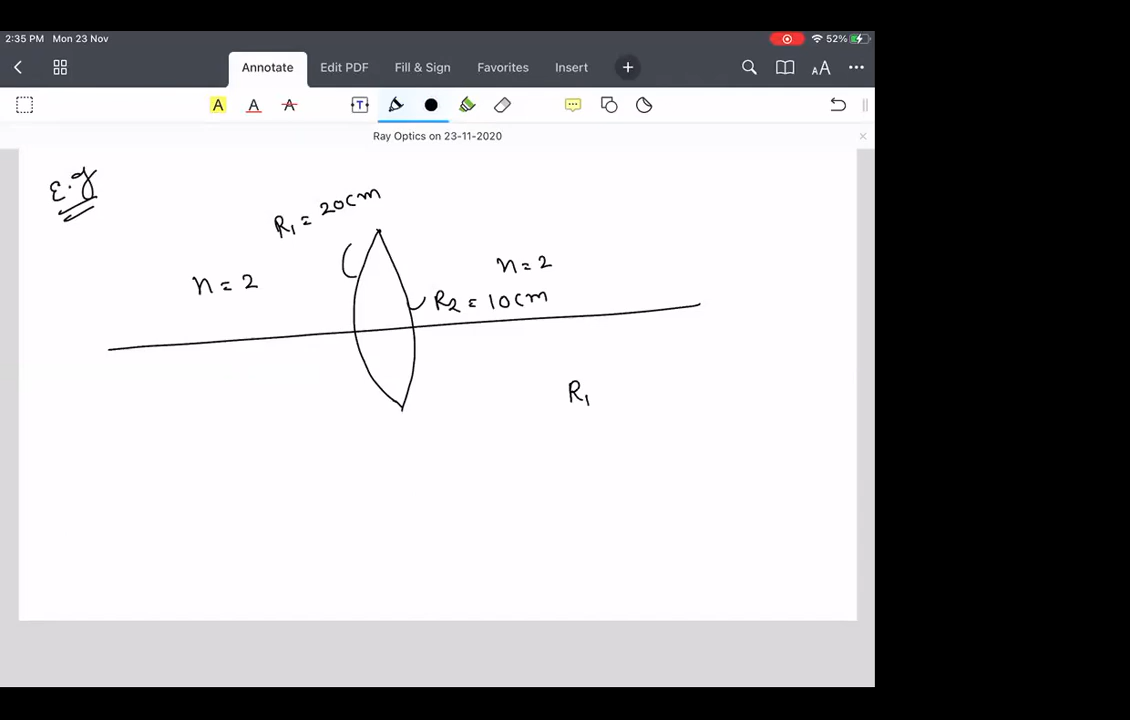 2:35 PM Mon 23 Nov
52%
Annotate Edit PDF Fill & Sign Favorites Insert
AA
A A A T
Ray Optics on 23-11-2020
E.g
R₁ = 20cm
n = 2
n = 2
R₂ = 10cm
R₁